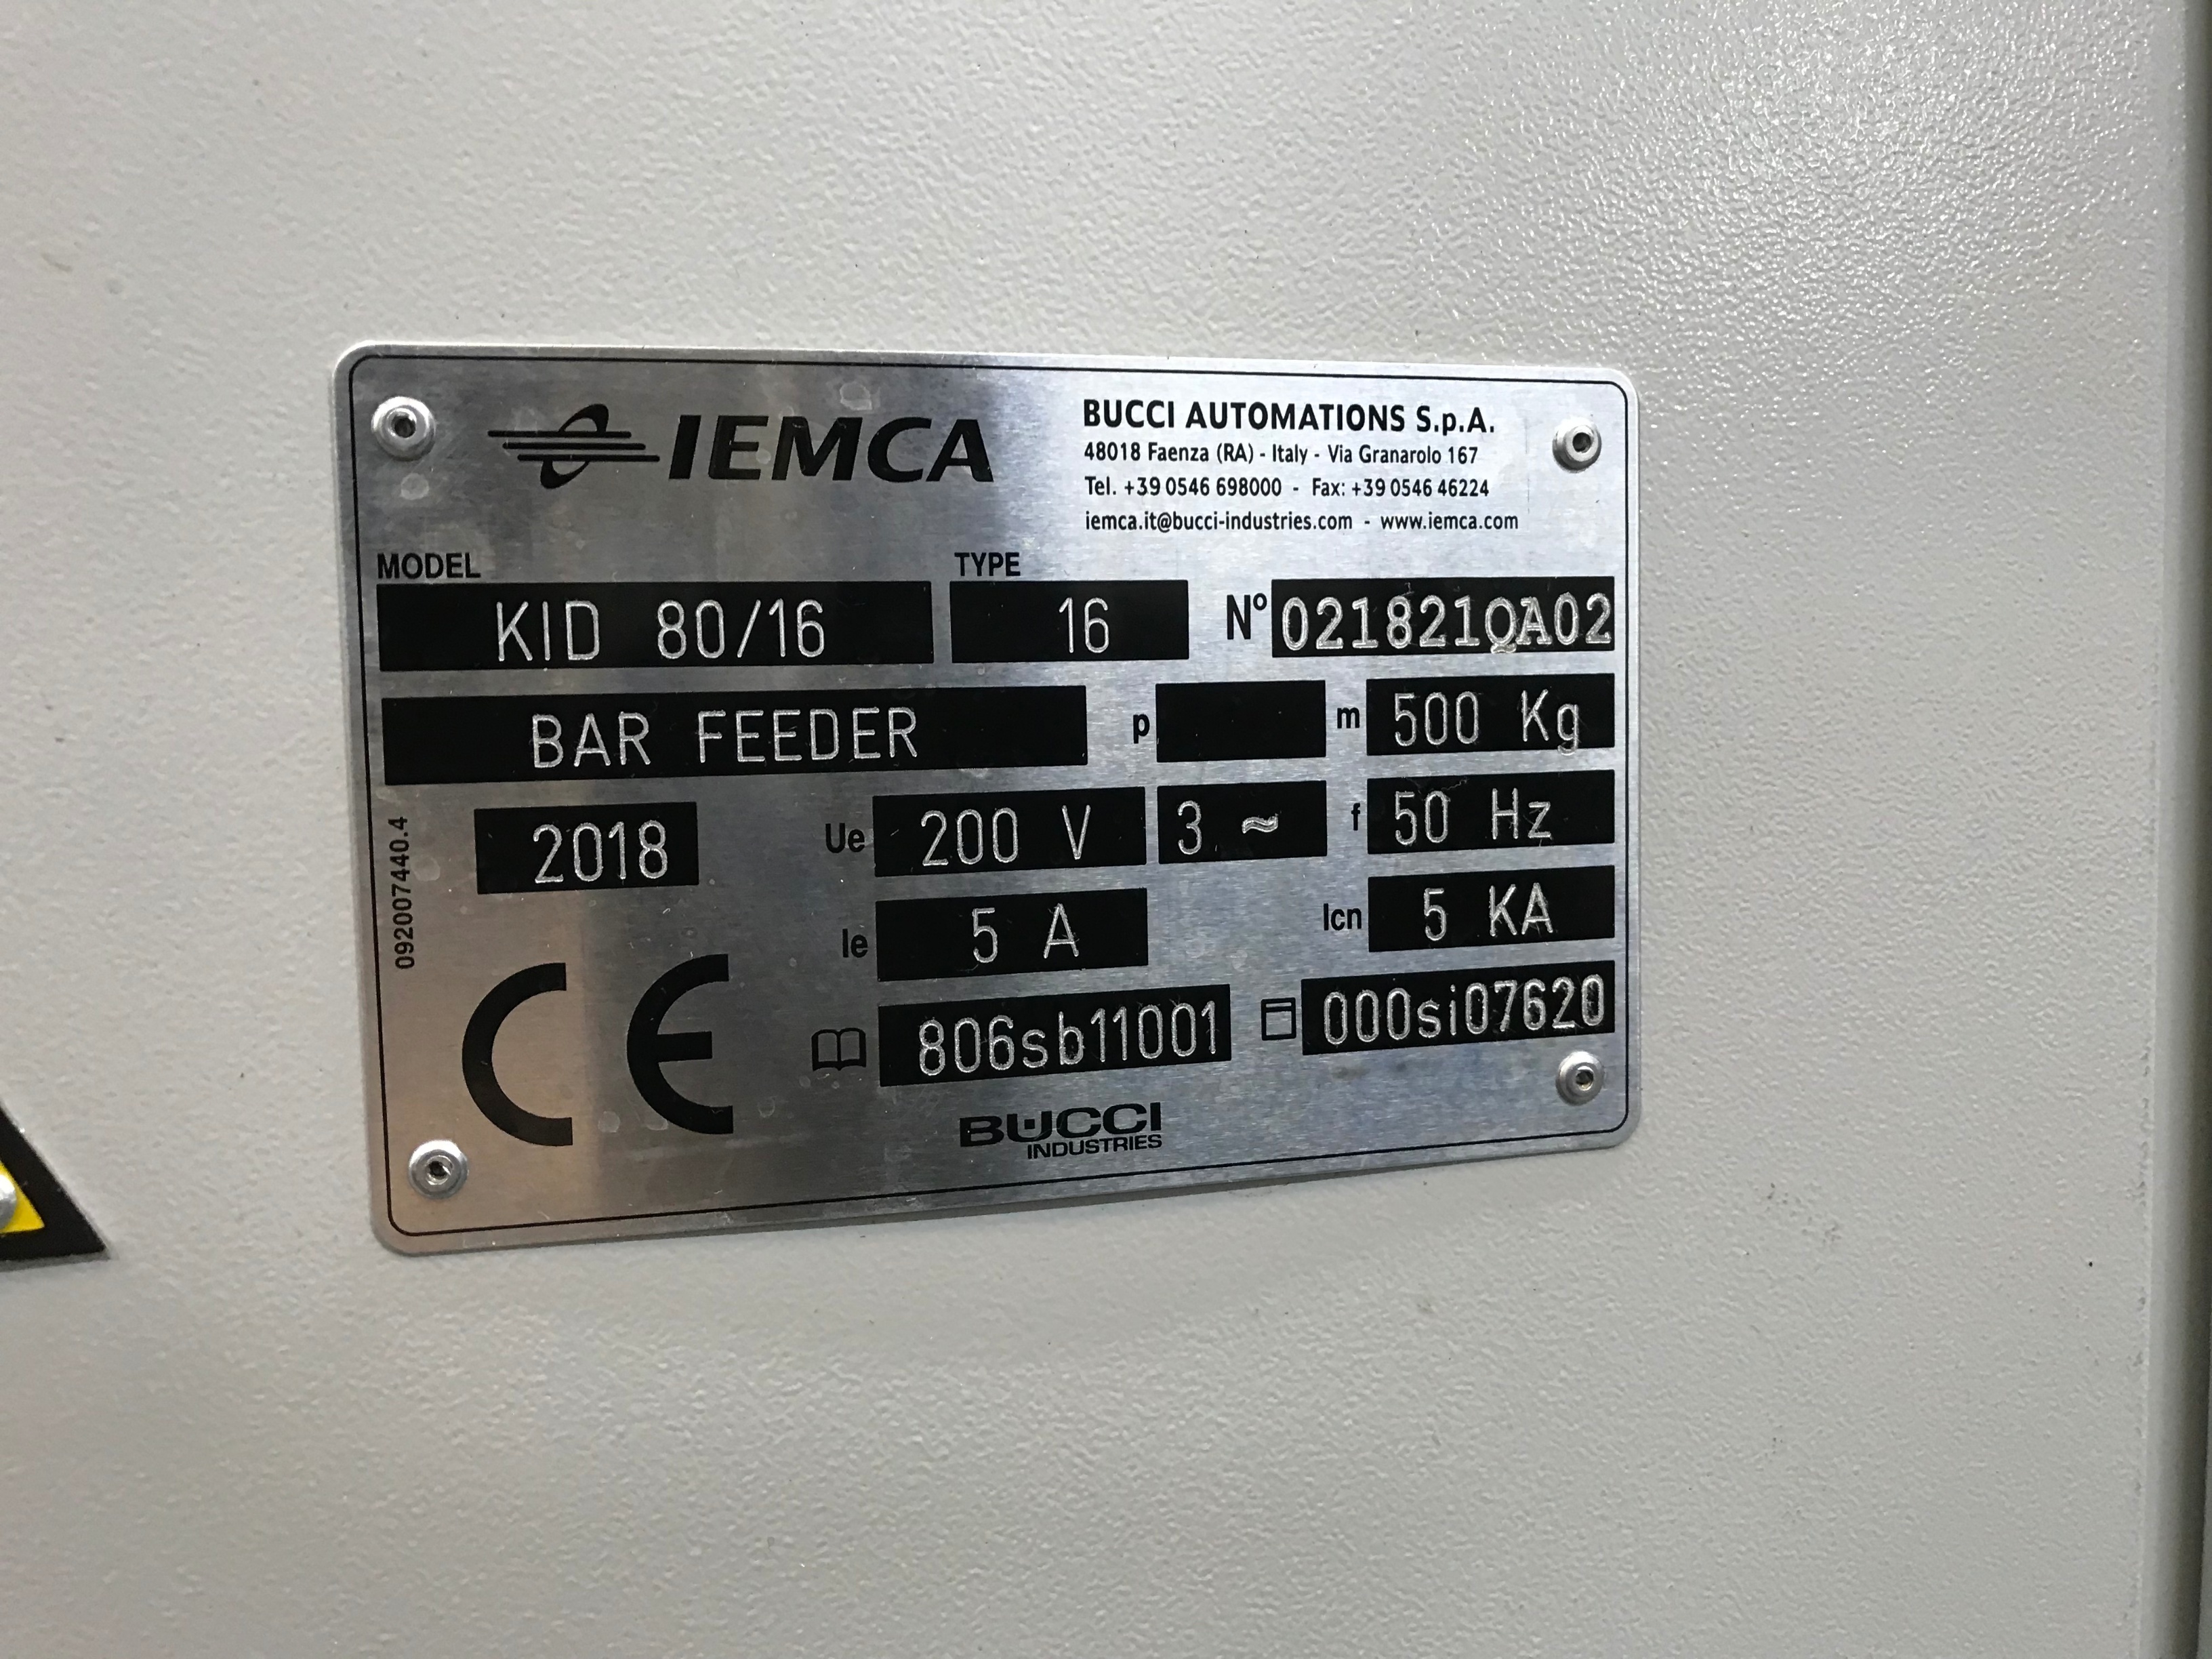 IEMCA
BUCCI AUTOMATIONS S.p.A.
48018 Faenza (RA) - Italy - Via Granarolo 167
Tel. +39 0546 698000 - Fax: +39 0546 46224
iemca.it@bucci-industries.com - www.iemca.com
MODEL TYPE
KID 80/16 16 Nº 021821QA02
BAR FEEDER p m 500 Kg
2018 Ue 200 V 3 ~ f 50 Hz
Ie 5 A Icn 5 KA
092007440.4
CE
806sb11001 000si07620
BUCCI
INDUSTRIES